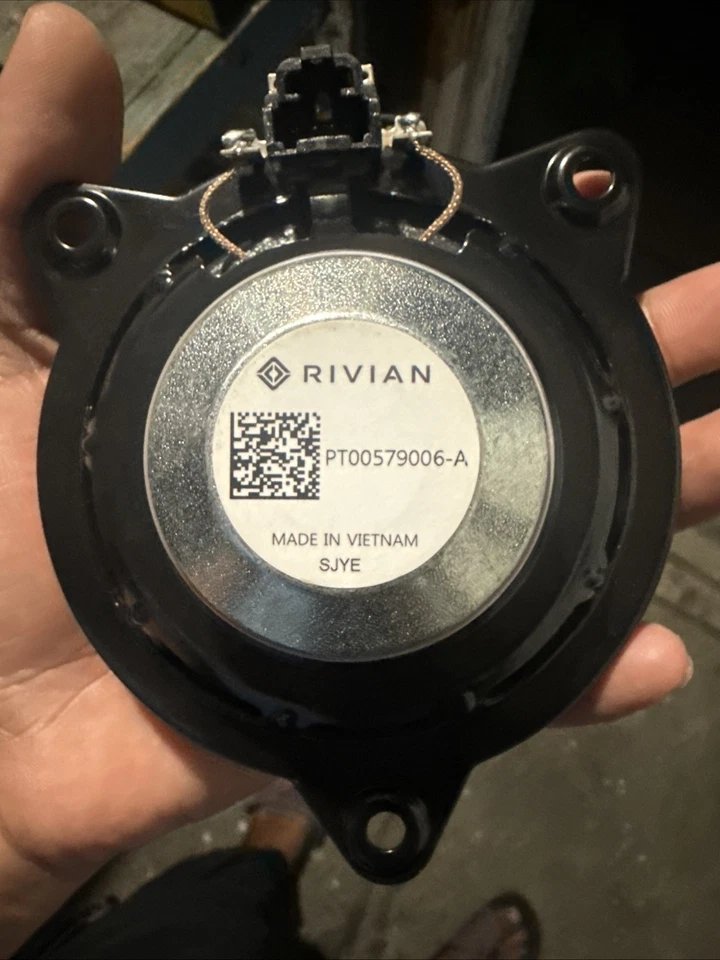 RIVIAN
PT00579006-A
MADE IN VIETNAM
SJYE